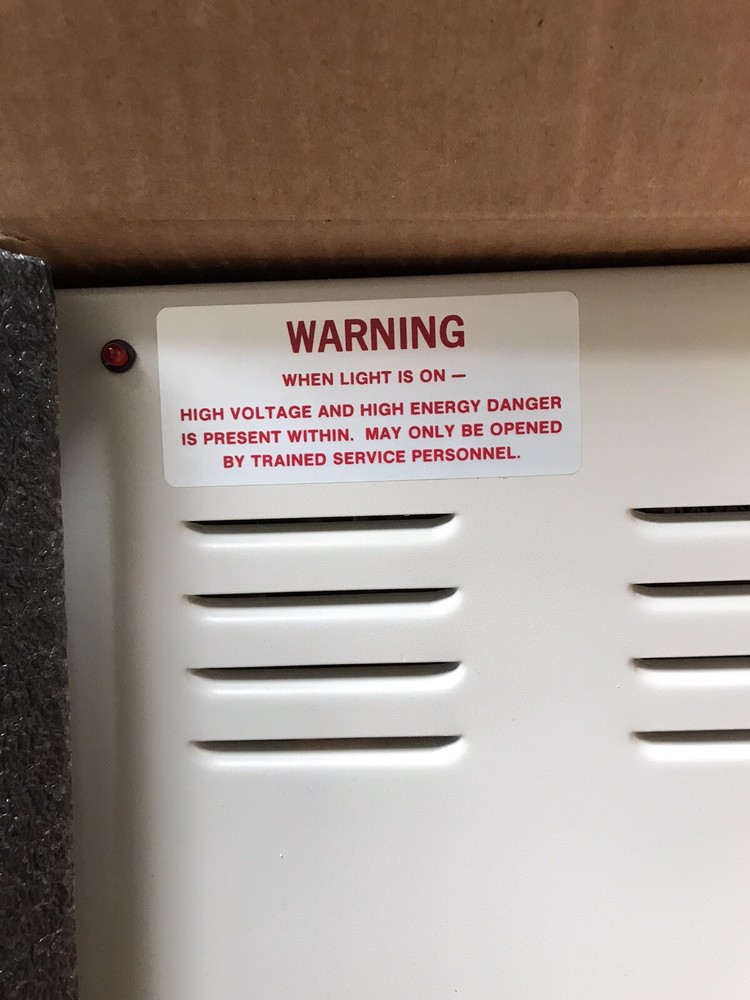 WARNING
WHEN LIGHT IS ON —
HIGH VOLTAGE AND HIGH ENERGY DANGER
IS PRESENT WITHIN. MAY ONLY BE OPENED
BY TRAINED SERVICE PERSONNEL.